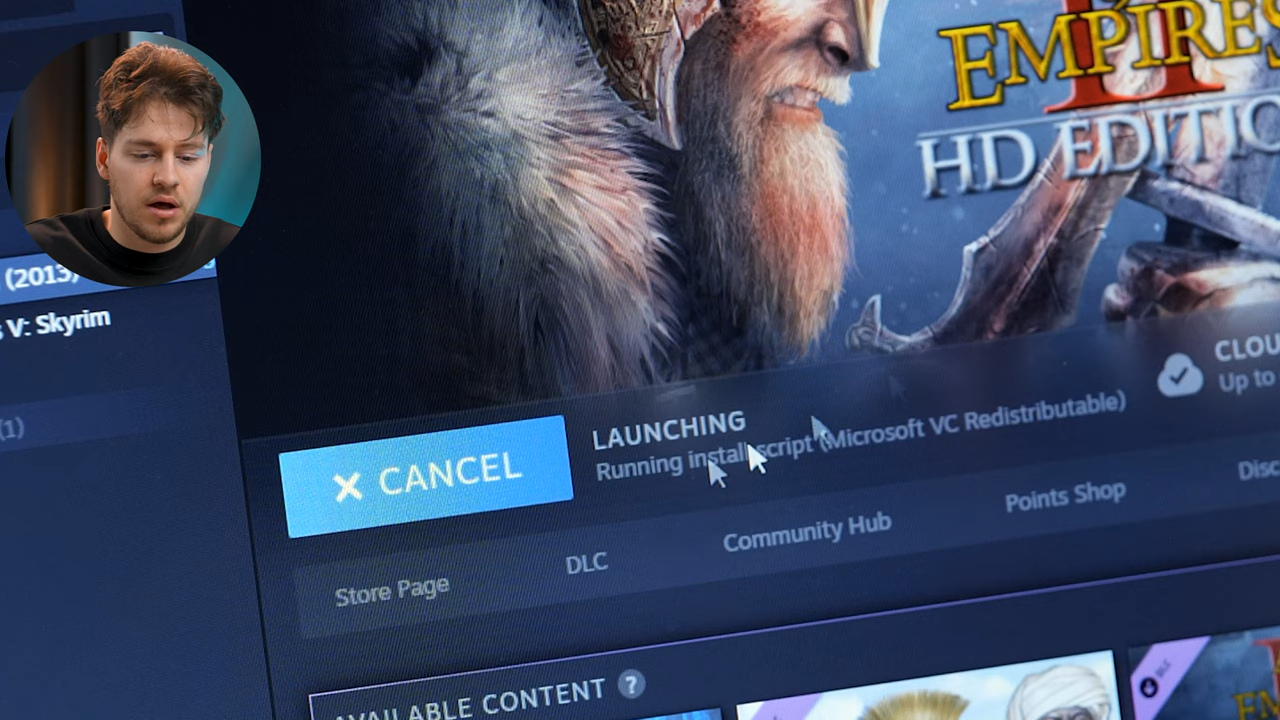 EMPIRES
II
HD EDITIO
(2013)
s V: Skyrim
(1)
CLOU
Up to
LAUNCHING
Running install script (Microsoft VC Redistributable)
X CANCEL
Store Page
DLC
Community Hub
Points Shop
Disc
AVAILABLE CONTENT ?
DLC